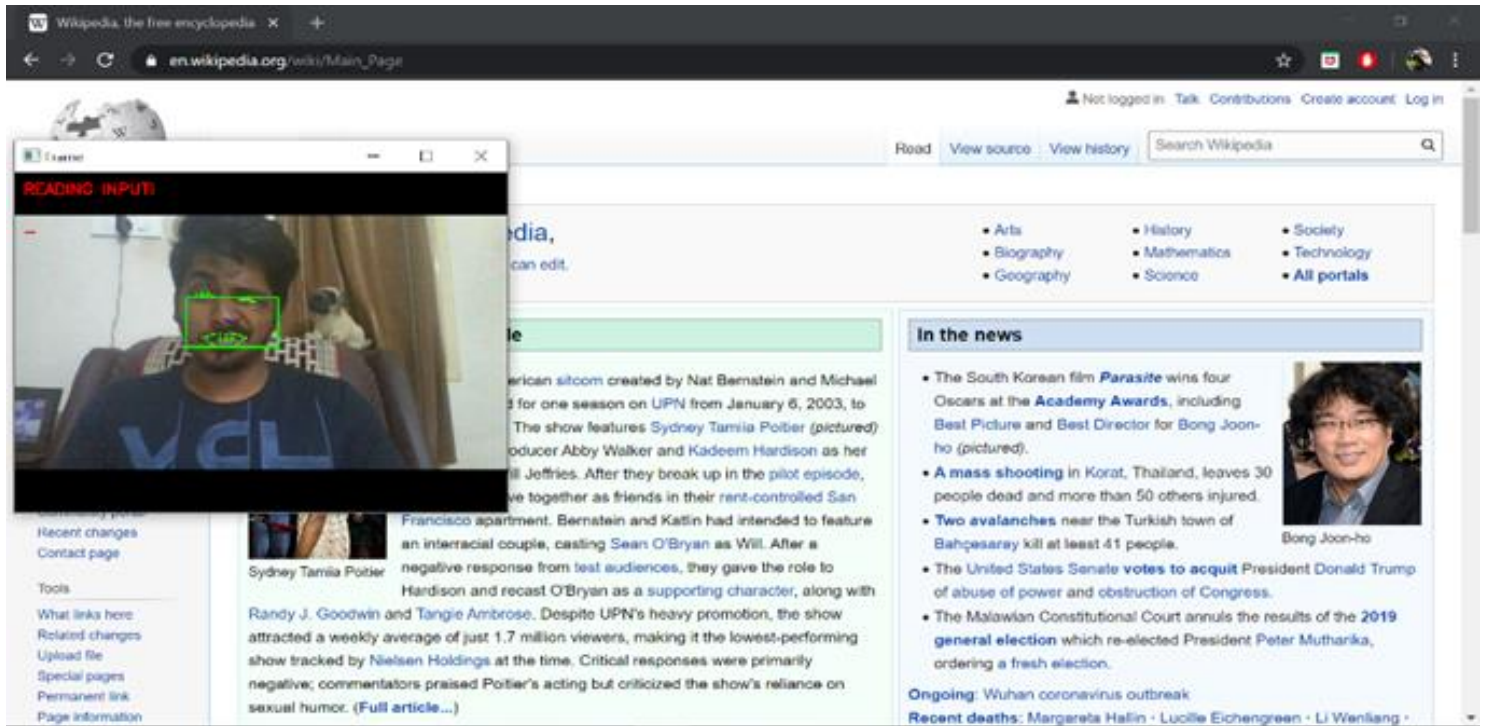 Wikipedia, the free encyclopedia
en.wikipedia.org/wiki/Main_Page
Not logged in Talk Contributions Create account Log in
Read View source View history Search Wikipedia
Frame
READING INPUT!
edia,
can edit.
• Arts
• Biography
• Geography
• History
• Mathematics
• Science
• Society
• Technology
• All portals
le
erican sitcom created by Nat Bernstein and Michael
d for one season on UPN from January 6, 2003, to
The show features Sydney Tamiia Poitier (pictured)
oducer Abby Walker and Kadeem Hardison as her
ill Jeffries. After they break up in the pilot episode,
ve together as friends in their rent-controlled San
Francisco apartment. Bernstein and Katlin had intended to feature
an interracial couple, casting Sean O'Bryan as Will. After a
negative response from test audiences, they gave the role to
Hardison and recast O'Bryan as a supporting character, along with
Randy J. Goodwin and Tangie Ambrose. Despite UPN's heavy promotion, the show
attracted a weekly average of just 1.7 million viewers, making it the lowest-performing
show tracked by Nielsen Holdings at the time. Critical responses were primarily
negative; commentators praised Poitier's acting but criticized the show's reliance on
sexual humor. (Full article...)
Sydney Tamiia Poitier
In the news
• The South Korean film Parasite wins four
Oscars at the Academy Awards, including
Best Picture and Best Director for Bong Joon-
ho (pictured).
• A mass shooting in Korat, Thailand, leaves 30
people dead and more than 50 others injured.
• Two avalanches near the Turkish town of
Bahçesaray kill at least 41 people.
• The United States Senate votes to acquit President Donald Trump
of abuse of power and obstruction of Congress.
• The Malawian Constitutional Court annuls the results of the 2019
general election which re-elected President Peter Mutharika,
ordering a fresh election.
Ongoing: Wuhan coronavirus outbreak
Recent deaths: Margareta Hallin · Lucille Eichengreen · Li Wenliang ·
Bong Joon-ho
Recent changes
Contact page
Tools
What links here
Related changes
Upload file
Special pages
Permanent link
Page information